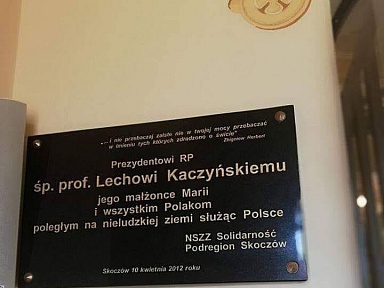 "...I nie przebaczaj zaiste nie w twojej mocy przebaczać
w imieniu tych których zdradzono o świcie"
Zbigniew Herbert
Prezydentowi RP
śp. prof. Lechowi Kaczyńskiemu
jego małżonce Marii
i wszystkim Polakom
poległym na nieludzkiej ziemi służąc Polsce
NSZZ Solidarność
Podregion Skoczów
Skoczów 10 kwietnia 2012 roku